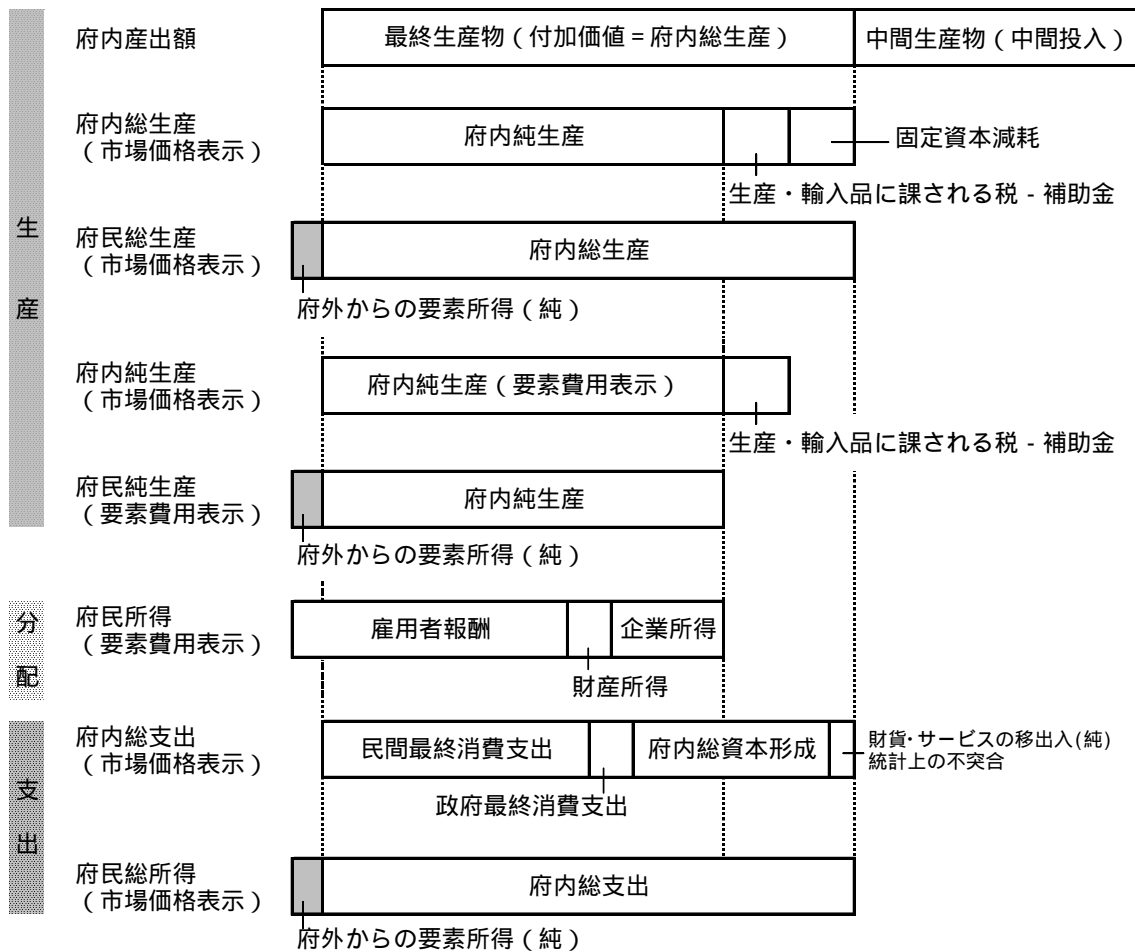 府内産出額
最終生産物（付加価値＝府内総生産）
中間生産物（中間投入）
府内総生産
（市場価格表示）
府内純生産
固定資本減耗
生産・輸入品に課される税 - 補助金
府民総生産
（市場価格表示）
府内総生産
府外からの要素所得（純）
府内純生産
（市場価格表示）
府内純生産（要素費用表示）
生産・輸入品に課される税 - 補助金
府民純生産
（要素費用表示）
府内純生産
府外からの要素所得（純）
生産
府民所得
（要素費用表示）
雇用者報酬
企業所得
財産所得
分配
府内総支出
（市場価格表示）
民間最終消費支出
府内総資本形成
財貨・サービスの移出入(純)
統計上の不突合
政府最終消費支出
府民総所得
（市場価格表示）
府内総支出
府外からの要素所得（純）
支出